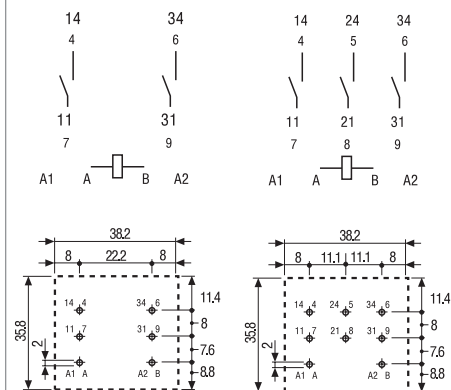 14 34
4 6
11 31
7 9
A1 A B A2
14 24 34
4 5 6
11 21 31
7 8 9
A1 A B A2
38.2
8 22.2 8
35.8
2
14 4 34 6
11 7 31 9
A1 A A2 B
11.4
8
7.6
8.8
38.2
8 11.1 11.1 8
35.8
2
14 4 24 5 34 6
11 7 21 8 31 9
A1 A A2 B
11.4
8
7.6
8.8